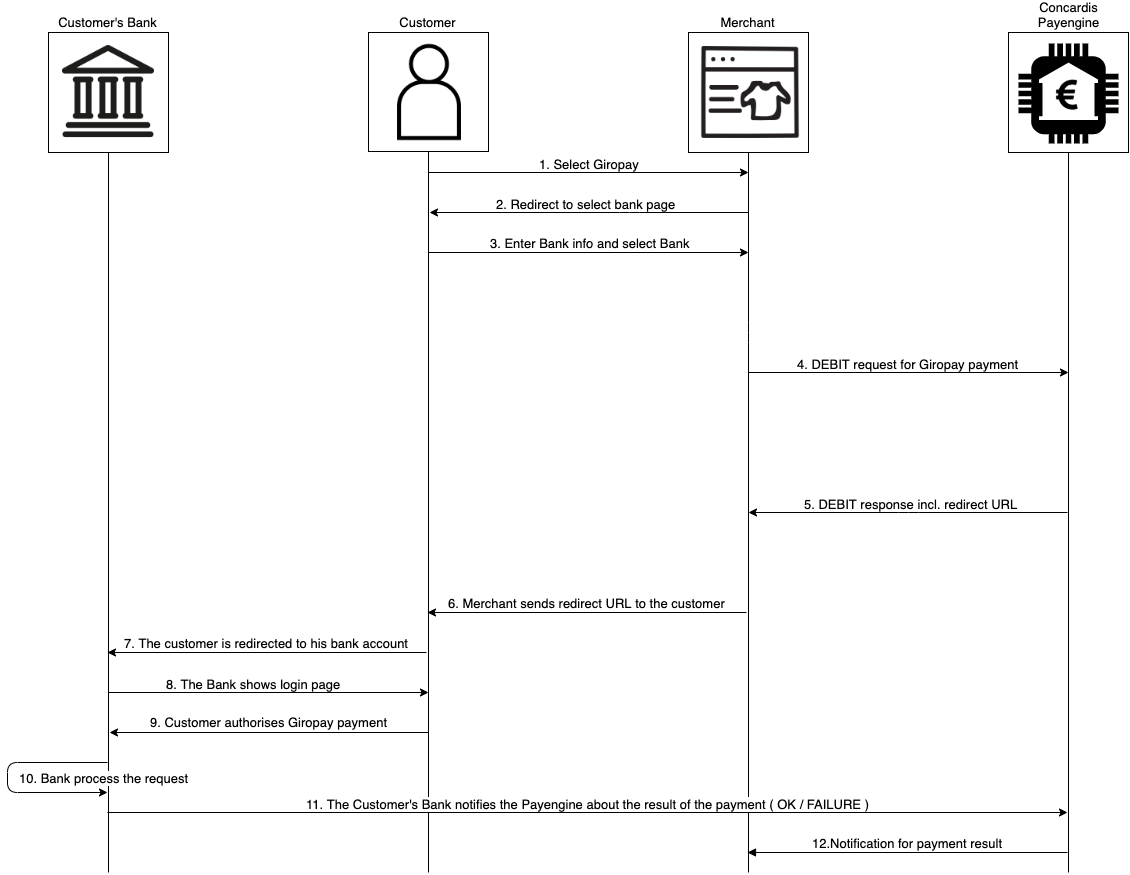 Customer's Bank
Customer
Merchant
Concardis
Payengine
€
1. Select Giropay
2. Redirect to select bank page
3. Enter Bank info and select Bank
4. DEBIT request for Giropay payment
5. DEBIT response incl. redirect URL
6. Merchant sends redirect URL to the customer
7. The customer is redirected to his bank account
8. The Bank shows login page
9. Customer authorises Giropay payment
10. Bank process the request
11. The Customer's Bank notifies the Payengine about the result of the payment ( OK / FAILURE )
12.Notification for payment result